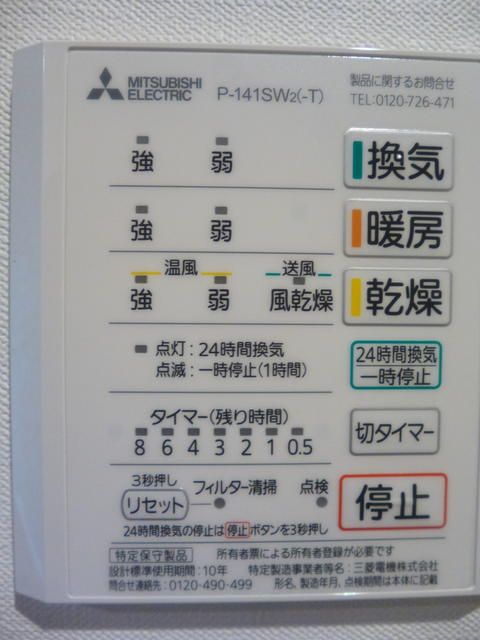 MITSUBISHI ELECTRIC P-141SW2(-T)
製品に関するお問合せ
TEL:0120-726-471
強 弱 換気
強 弱 暖房
温風 送風
強 弱 風乾燥 乾燥
点灯:24時間換気
点滅:一時停止(1時間)
24時間換気
一時停止
タイマー(残り時間)
8 6 4 3 2 1 0.5
切タイマー
3秒押し
リセット フィルター清掃 点検
停止
24時間換気の停止は停止ボタンを3秒押し
特定保守製品 所有者票による所有者登録が必要です
設計標準使用期間:10年 特定製造事業者等名:三菱電機株式会社
問合せ連絡先:0120-490-499 形名、製造年月、点検期間は本体に記載